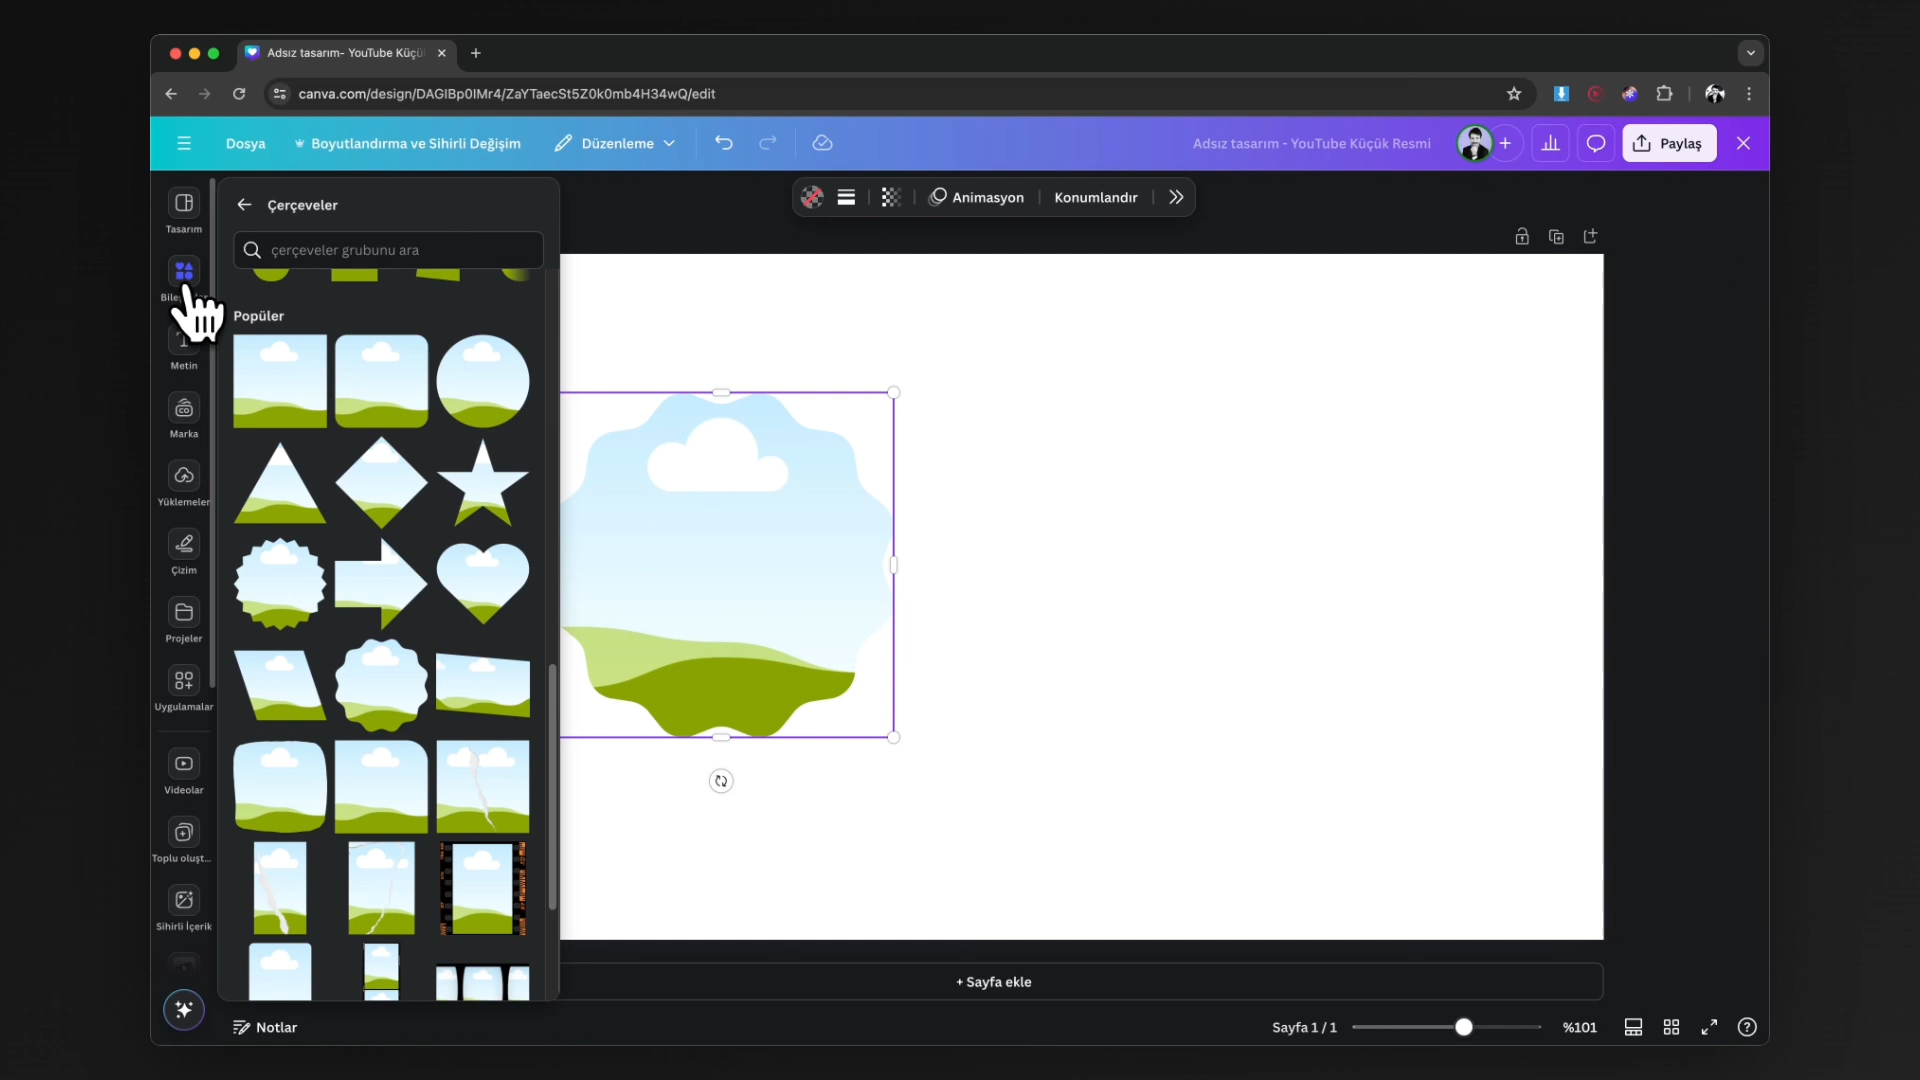 Adsız tasarım- YouTube Küçü
canva.com/design/DAGIBp0IMr4/ZaYTaecSt5Z0k0mb4H34wQ/edit
Dosya
Boyutlandırma ve Sihirli Değişim
Düzenleme
Adsız tasarım - YouTube Küçük Resmi
Paylaş
Tasarım
Metin
Marka
CO
Yüklemeler
Çizim
Projeler
Uygulamalar
Videolar
Toplu oluşt...
Sihirli İçerik
Çerçeveler
çerçeveler grubunu ara
Popüler
Animasyon
Konumlandır
+ Sayfa ekle
Notlar
Sayfa 1 / 1
%101